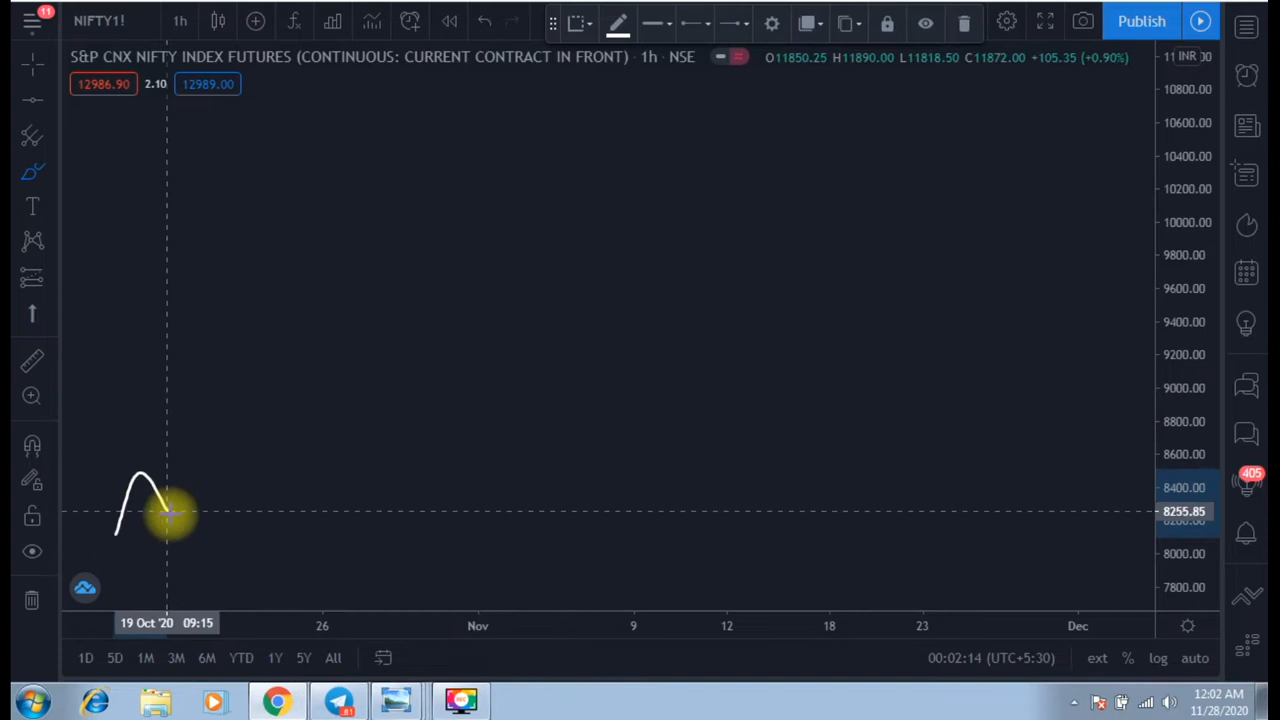 11
NIFTY1!
1h
Publish
S&P CNX NIFTY INDEX FUTURES (CONTINUOUS: CURRENT CONTRACT IN FRONT) · 1h · NSE
O11850.25 H11890.00 L11818.50 C11872.00 +105.35 (+0.90%)
INR
12986.90
2.10
12989.00
10800.00
10600.00
10400.00
10200.00
10000.00
9800.00
9600.00
9400.00
9200.00
9000.00
8800.00
8600.00
8400.00
8255.85
8200.00
8000.00
7800.00
405
19 Oct '20 09:15
26
Nov
9
12
18
23
Dec
1D 5D 1M 3M 6M YTD 1Y 5Y All
00:02:14 (UTC+5:30)
ext % log auto
81
REC
12:02 AM
11/28/2020